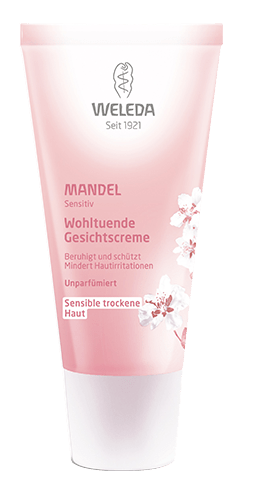 WELEDA
Seit 1921
MANDEL
Sensitiv
Wohltuende
Gesichtscreme
Beruhigt und schützt
Mindert Hautirritationen
Unparfümiert
Sensible trockene
Haut